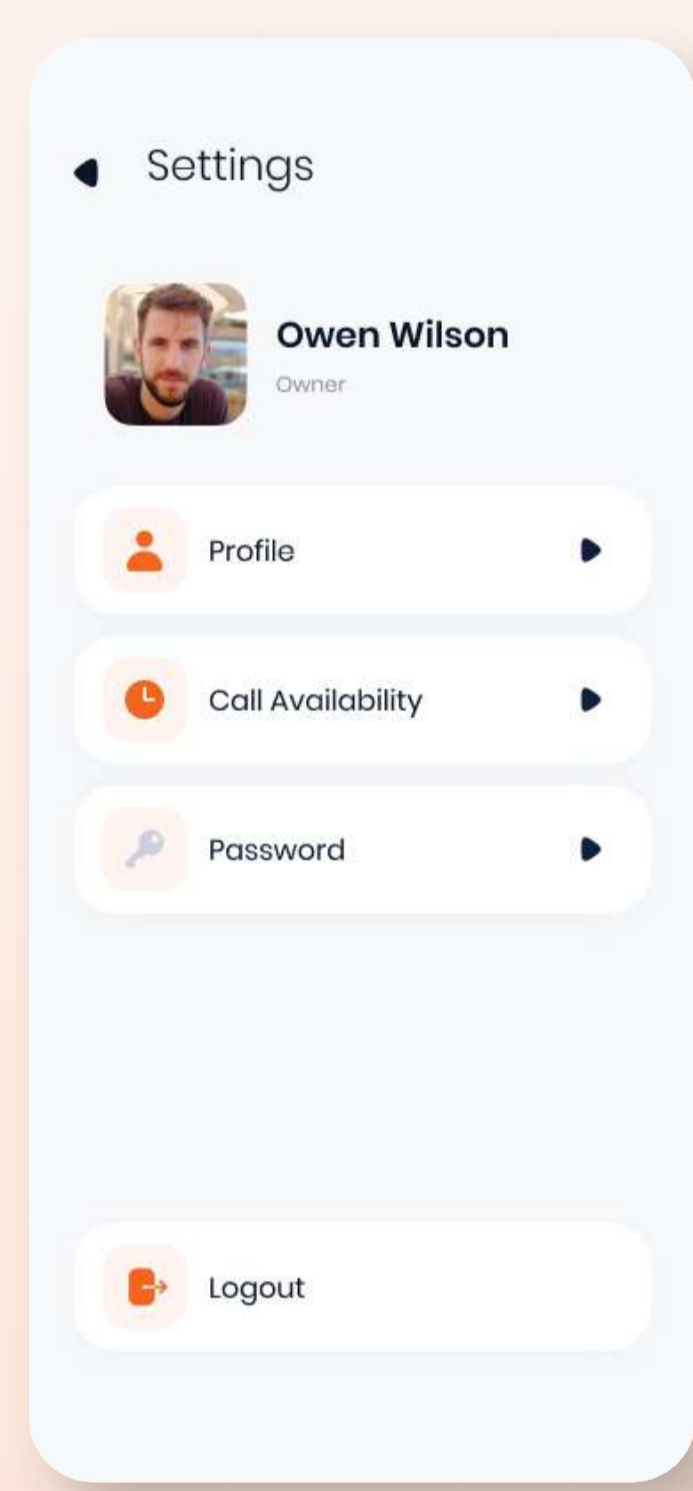 Settings
Owen Wilson
Owner
Profile
Call Availability
Password
Logout